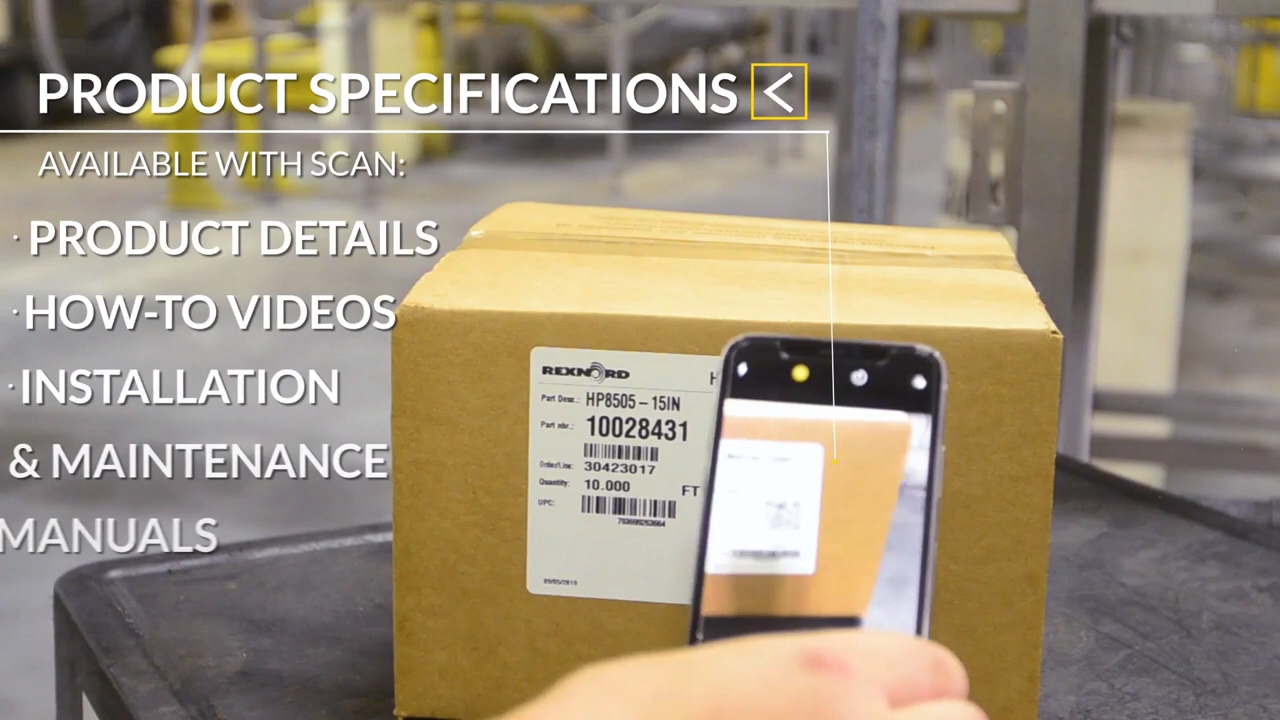 PRODUCT SPECIFICATIONS <
AVAILABLE WITH SCAN:
· PRODUCT DETAILS
· HOW-TO VIDEOS
· INSTALLATION
& MAINTENANCE
MANUALS
REXNORD
H
Part Desc.: HP8505 – 15IN
Part nbr.: 10028431
Order/Line: 30423017
Quantity: 10.000 FT
UPC: